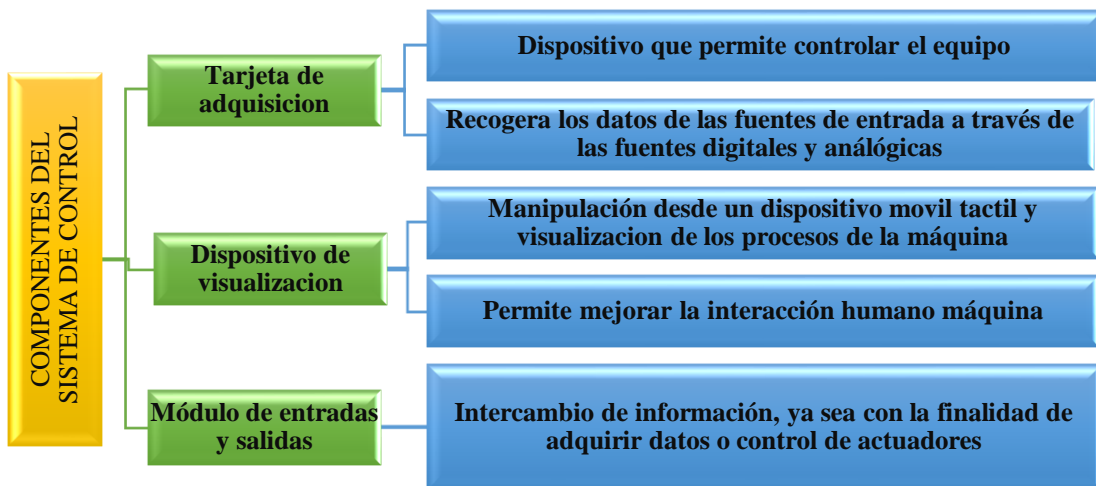 COMPONENTES DEL
SISTEMA DE CONTROL
Tarjeta de
adquisicion
Dispositivo que permite controlar el equipo
Recogera los datos de las fuentes de entrada a través de
las fuentes digitales y análógicas
Dispositivo de
visualizacion
Manipulación desde un dispositivo movil tactil y
visualizacion de los procesos de la máquina
Permite mejorar la interacción humano máquina
Módulo de entradas
y salidas
Intercambio de información, ya sea con la finalidad de
adquirir datos o control de actuadores